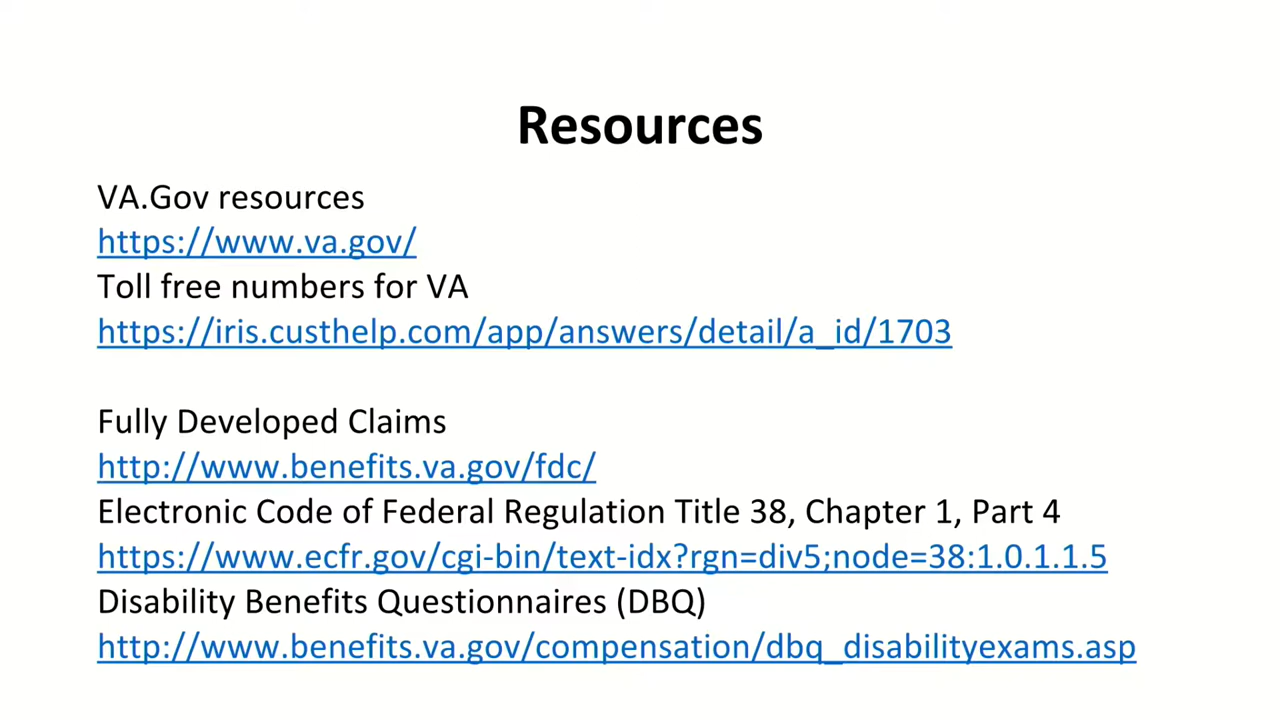 Resources
VA.Gov resources
https://www.va.gov/
Toll free numbers for VA
https://iris.custhelp.com/app/answers/detail/a_id/1703
Fully Developed Claims
http://www.benefits.va.gov/fdc/
Electronic Code of Federal Regulation Title 38, Chapter 1, Part 4
https://www.ecfr.gov/cgi-bin/text-idx?rgn=div5;node=38:1.0.1.1.5
Disability Benefits Questionnaires (DBQ)
http://www.benefits.va.gov/compensation/dbq_disabilityexams.asp